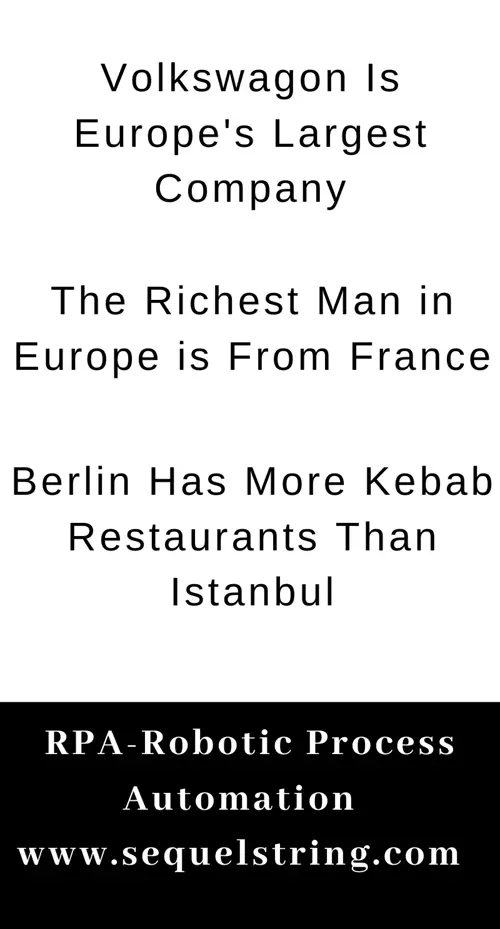 Volkswagon Is
Europe's Largest
Company
The Richest Man in
Europe is From France
Berlin Has More Kebab
Restaurants Than
Istanbul
RPA-Robotic Process
Automation
www.sequelstring.com